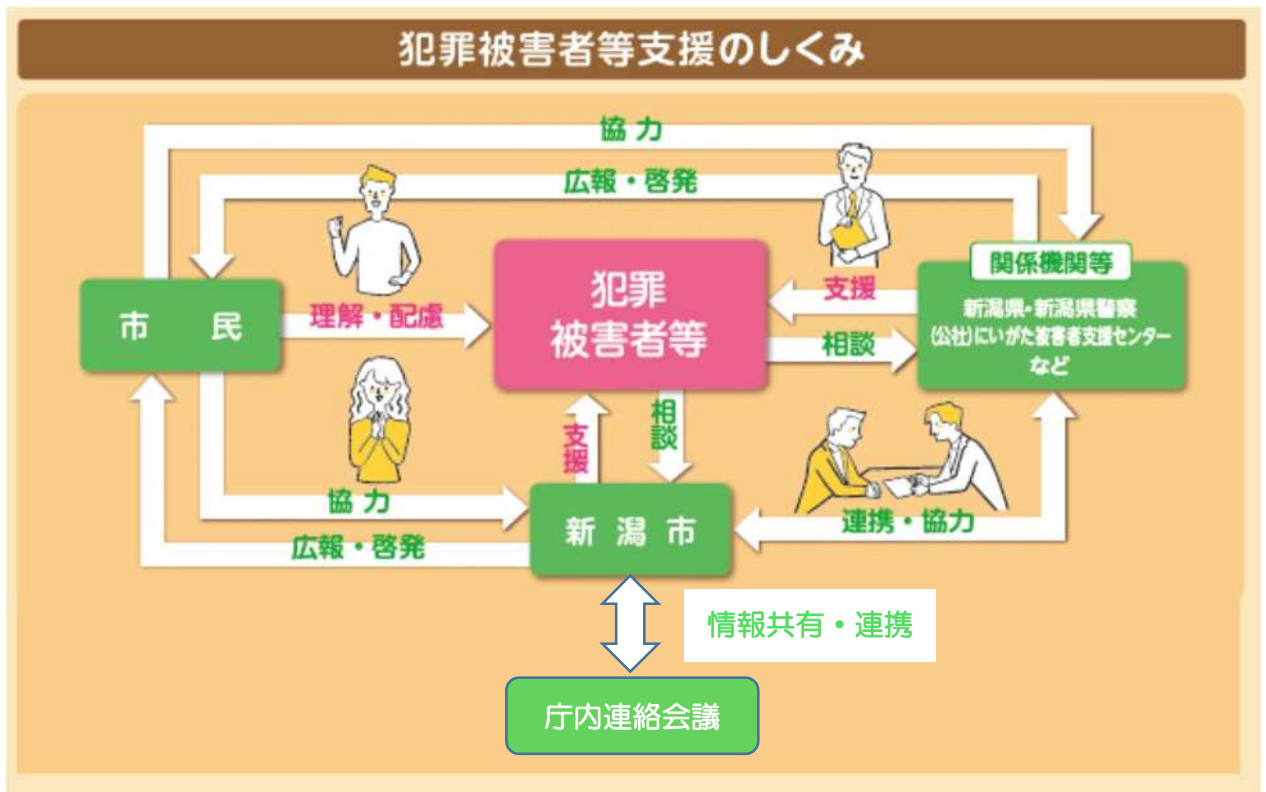 犯罪被害者等支援のしくみ
協力
広報・啓発
関係機関等
新潟県・新潟県警察
(公社)にいがた被害者支援センター
など
市民
理解・配慮
犯罪
被害者等
支援
相談
支援
相談
協力
広報・啓発
新潟市
連携・協力
情報共有・連携
庁内連絡会議